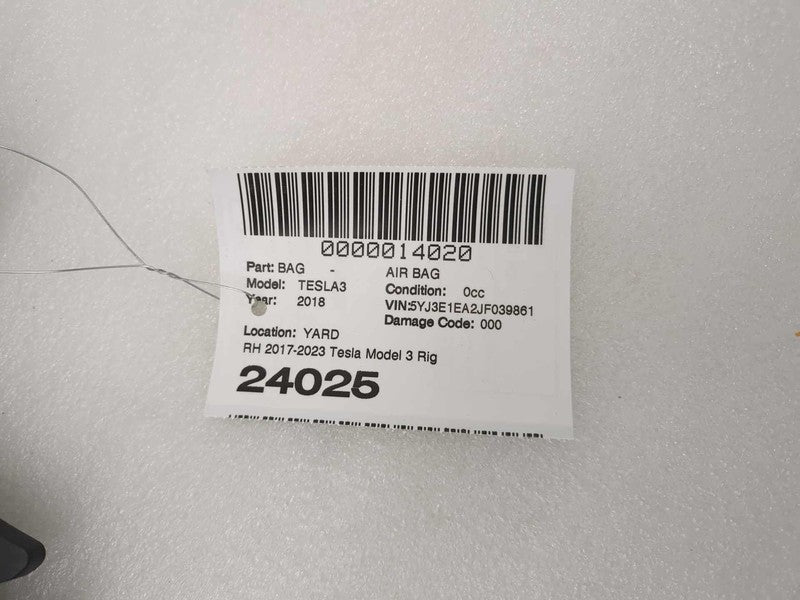 0000014020
Part: BAG - AIR BAG
Model: TESLA3 Condition: 0cc
Year: 2018 VIN:5YJ3E1EA2JF039861
Damage Code: 000
Location: YARD
RH 2017-2023 Tesla Model 3 Rig
24025